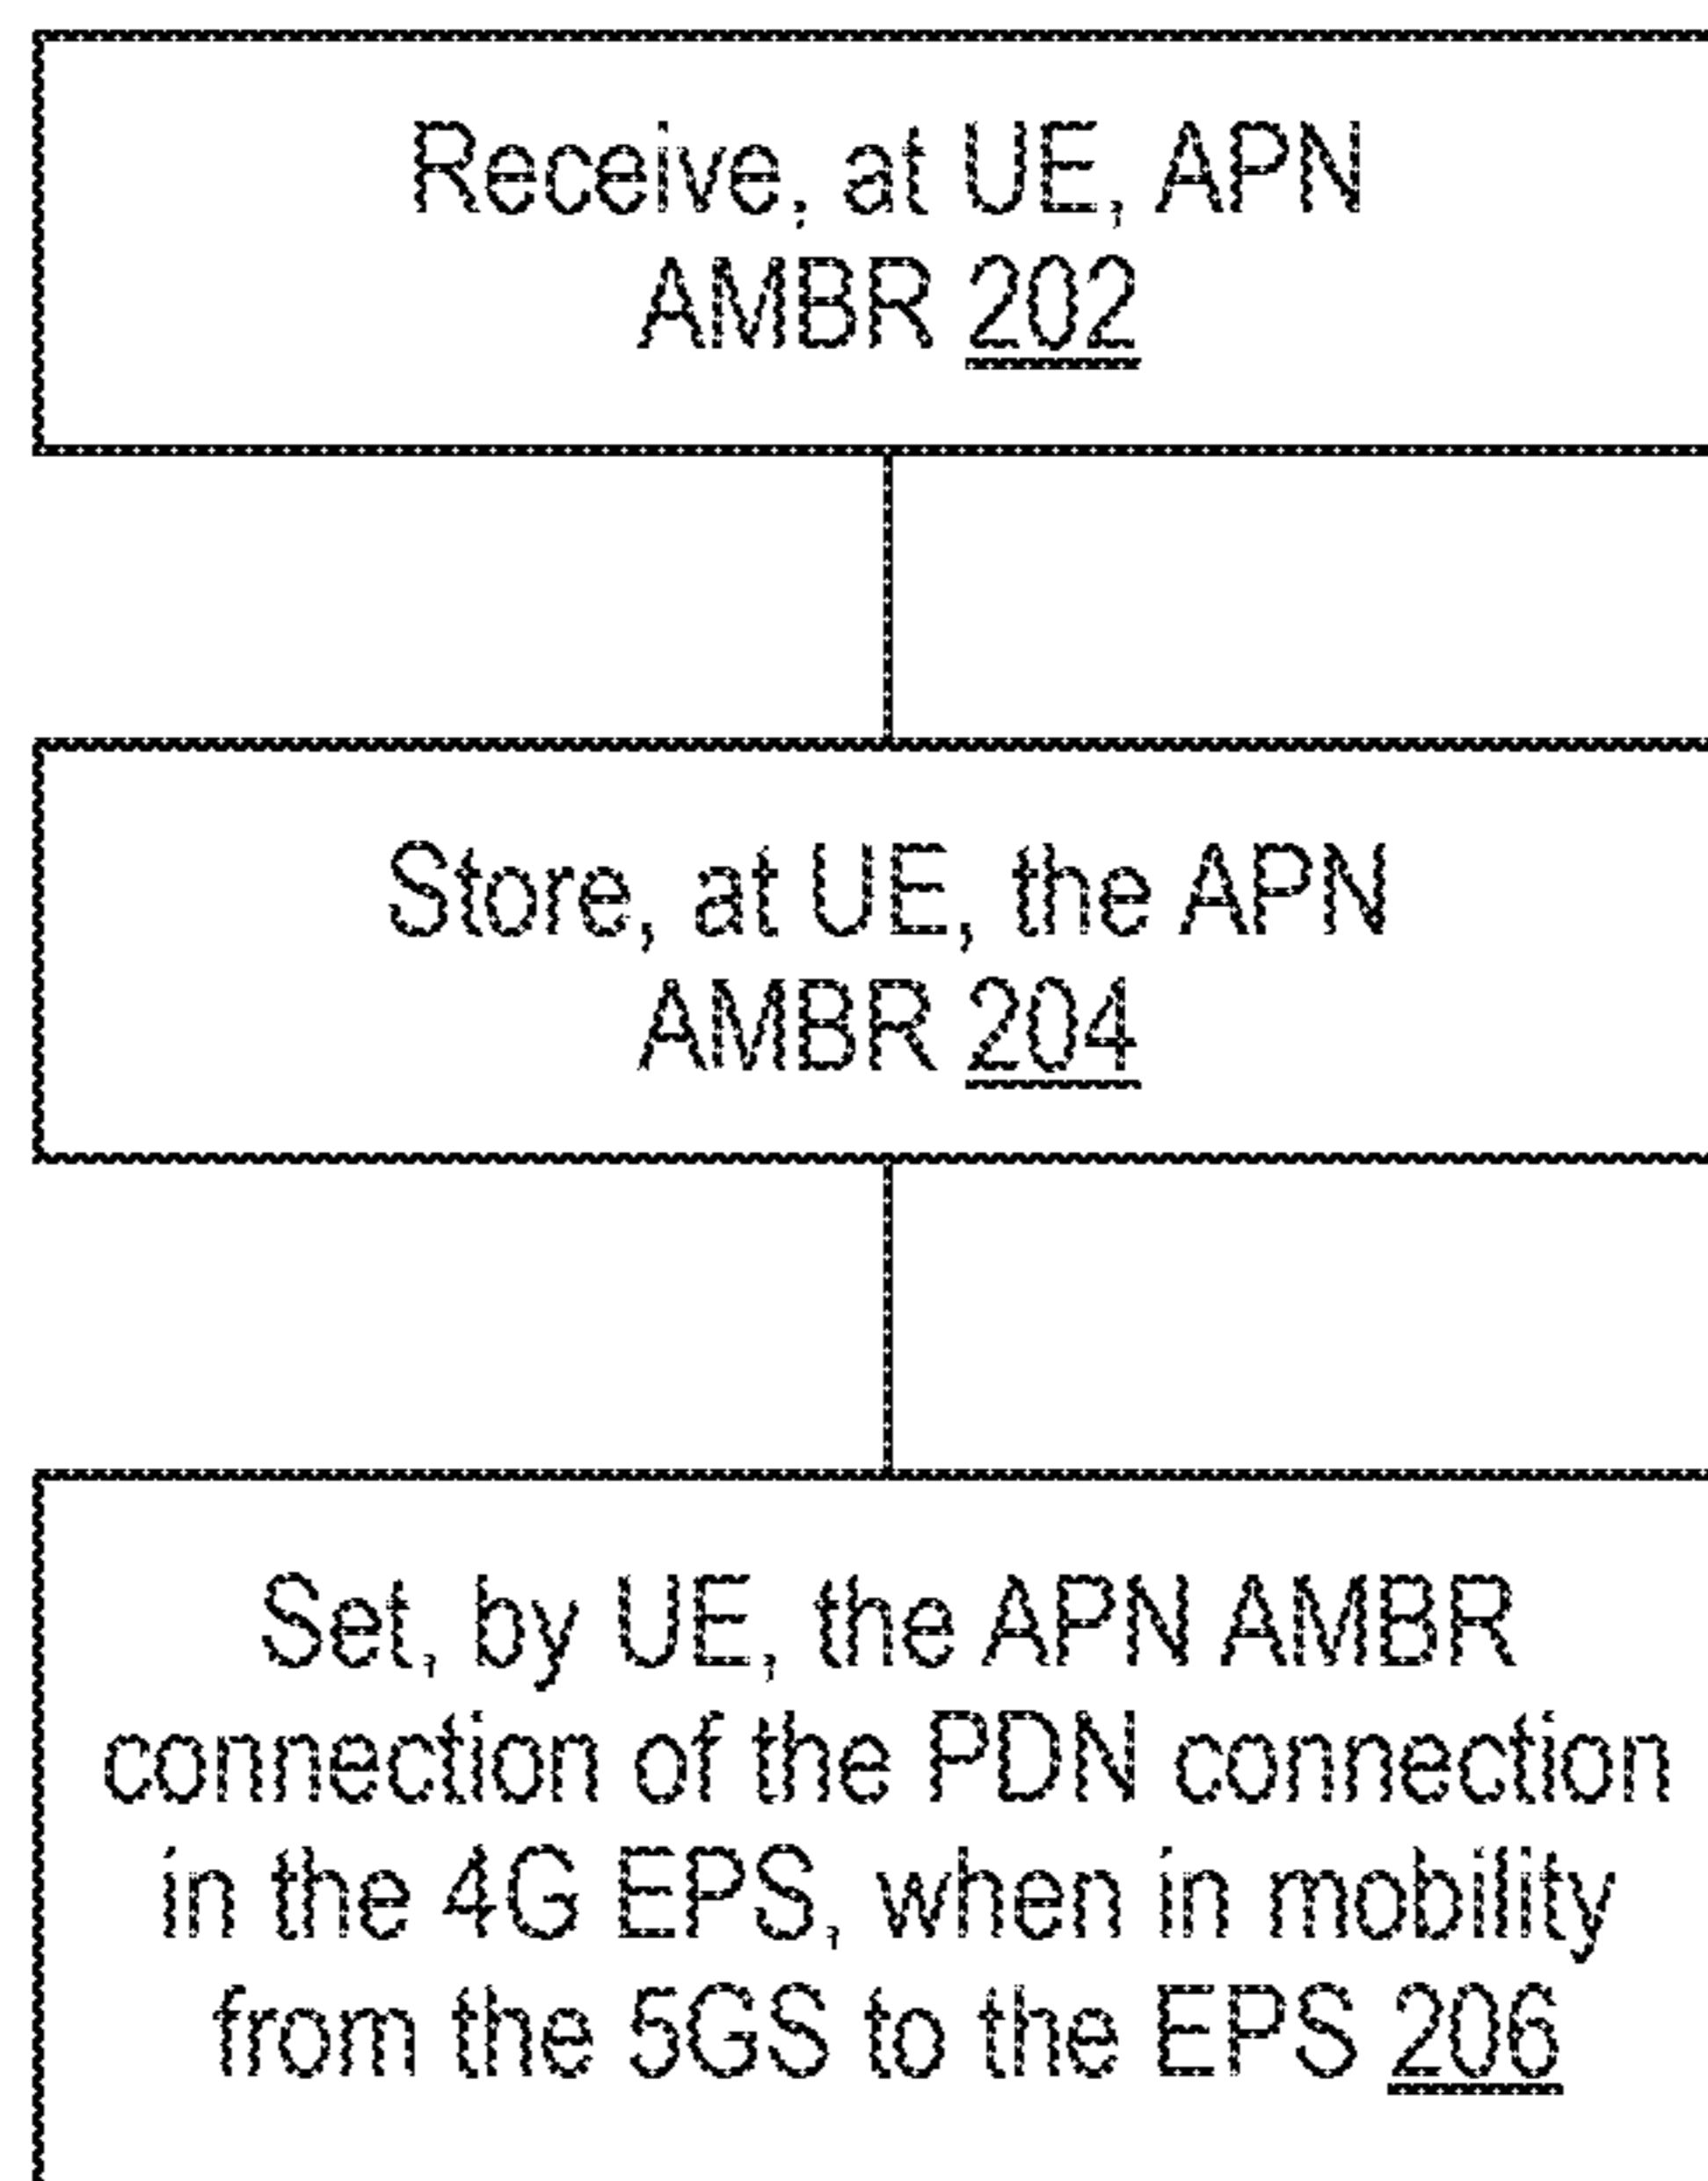 Receive, at UE, APN
AMBR 202
Store, at UE, the APN
AMBR 204
Set, by UE, the APN AMBR
connection of the PDN connection
in the 4G EPS, when in mobility
from the 5GS to the EPS 206